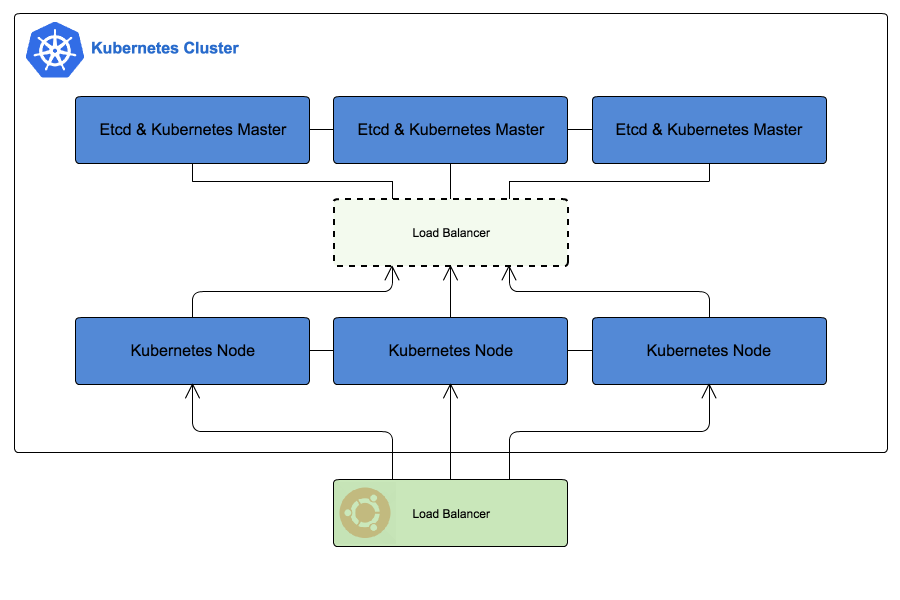 Kubernetes Cluster
Etcd & Kubernetes Master
Etcd & Kubernetes Master
Etcd & Kubernetes Master
Load Balancer
Kubernetes Node
Kubernetes Node
Kubernetes Node
Load Balancer